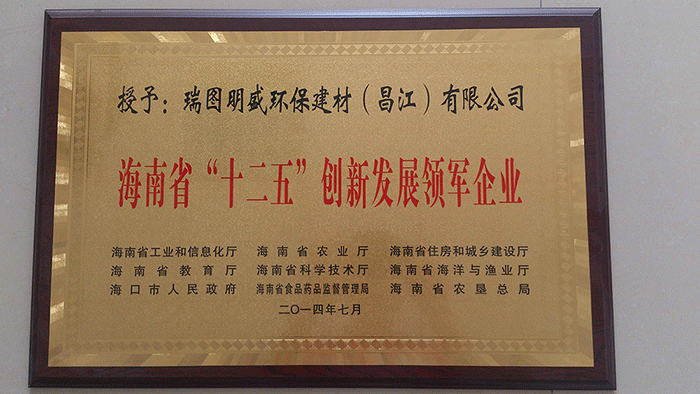 授予：瑞图明盛环保建材（昌江）有限公司
海南省“十二五”创新发展领军企业
海南省工业和信息化厅 海南省农业厅 海南省住房和城乡建设厅
海南省教育厅 海南省科学技术厅 海南省海洋与渔业厅
海口市人民政府 海南省食品药品监督管理局 海南省农垦总局
二〇一四年七月